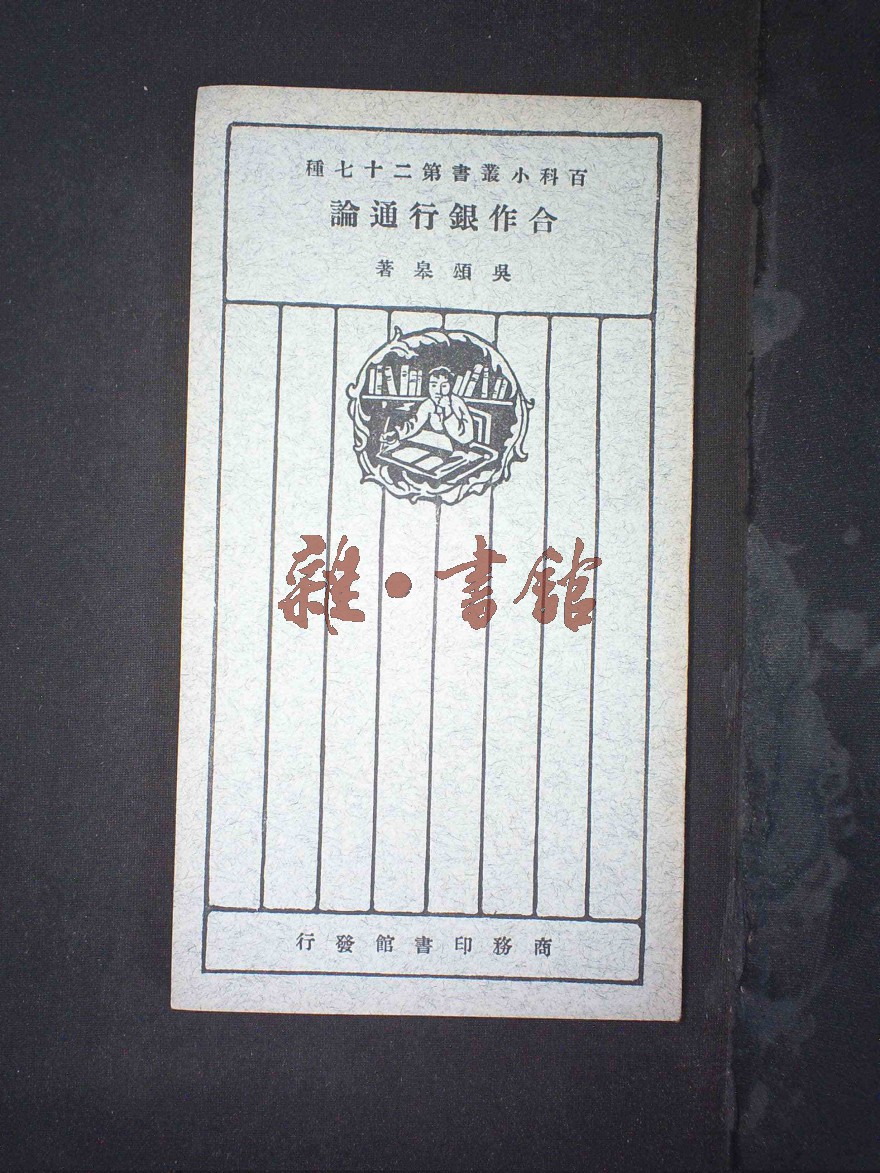 百科小叢書第二十七種
合作銀行通論
吳頌皋著
雜·書館
商務印書館發行